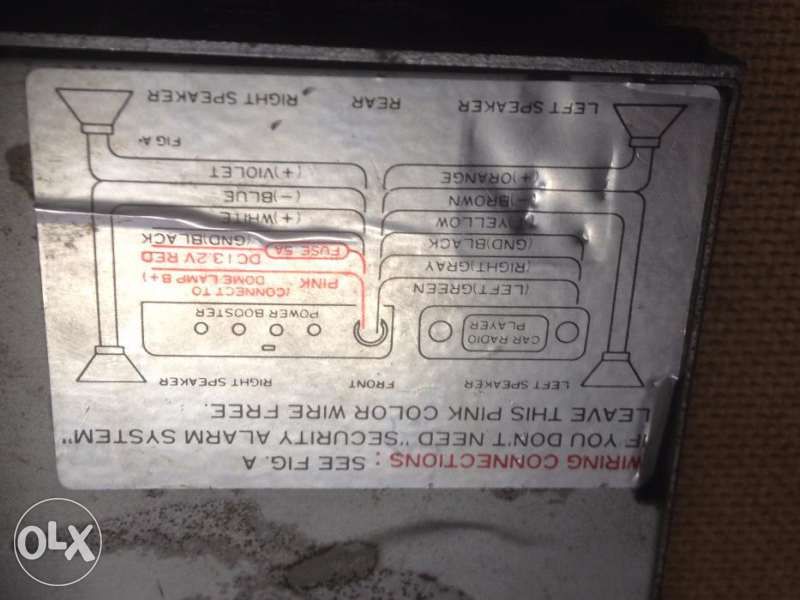 WIRING CONNECTIONS : SEE FIG. A
IF YOU DON'T NEED "SECURITY ALARM SYSTEM"
LEAVE THIS PINK COLOR WIRE FREE.
LEFT SPEAKER FRONT RIGHT SPEAKER
CAR RADIO
PLAYER
POWER BOOSTER
(LEFT)GREEN
(RIGHT)GRAY
(GND)BLACK
YELLOW
(-)BROWN
(+)ORANGE
PINK (CONNECT TO
DOME LAMP B+)
FUSE 5A DC13.2V RED
(GND)BLACK
(+)WHITE
(-)BLUE
(+)VIOLET
FIG A.
LEFT SPEAKER REAR RIGHT SPEAKER
OLX